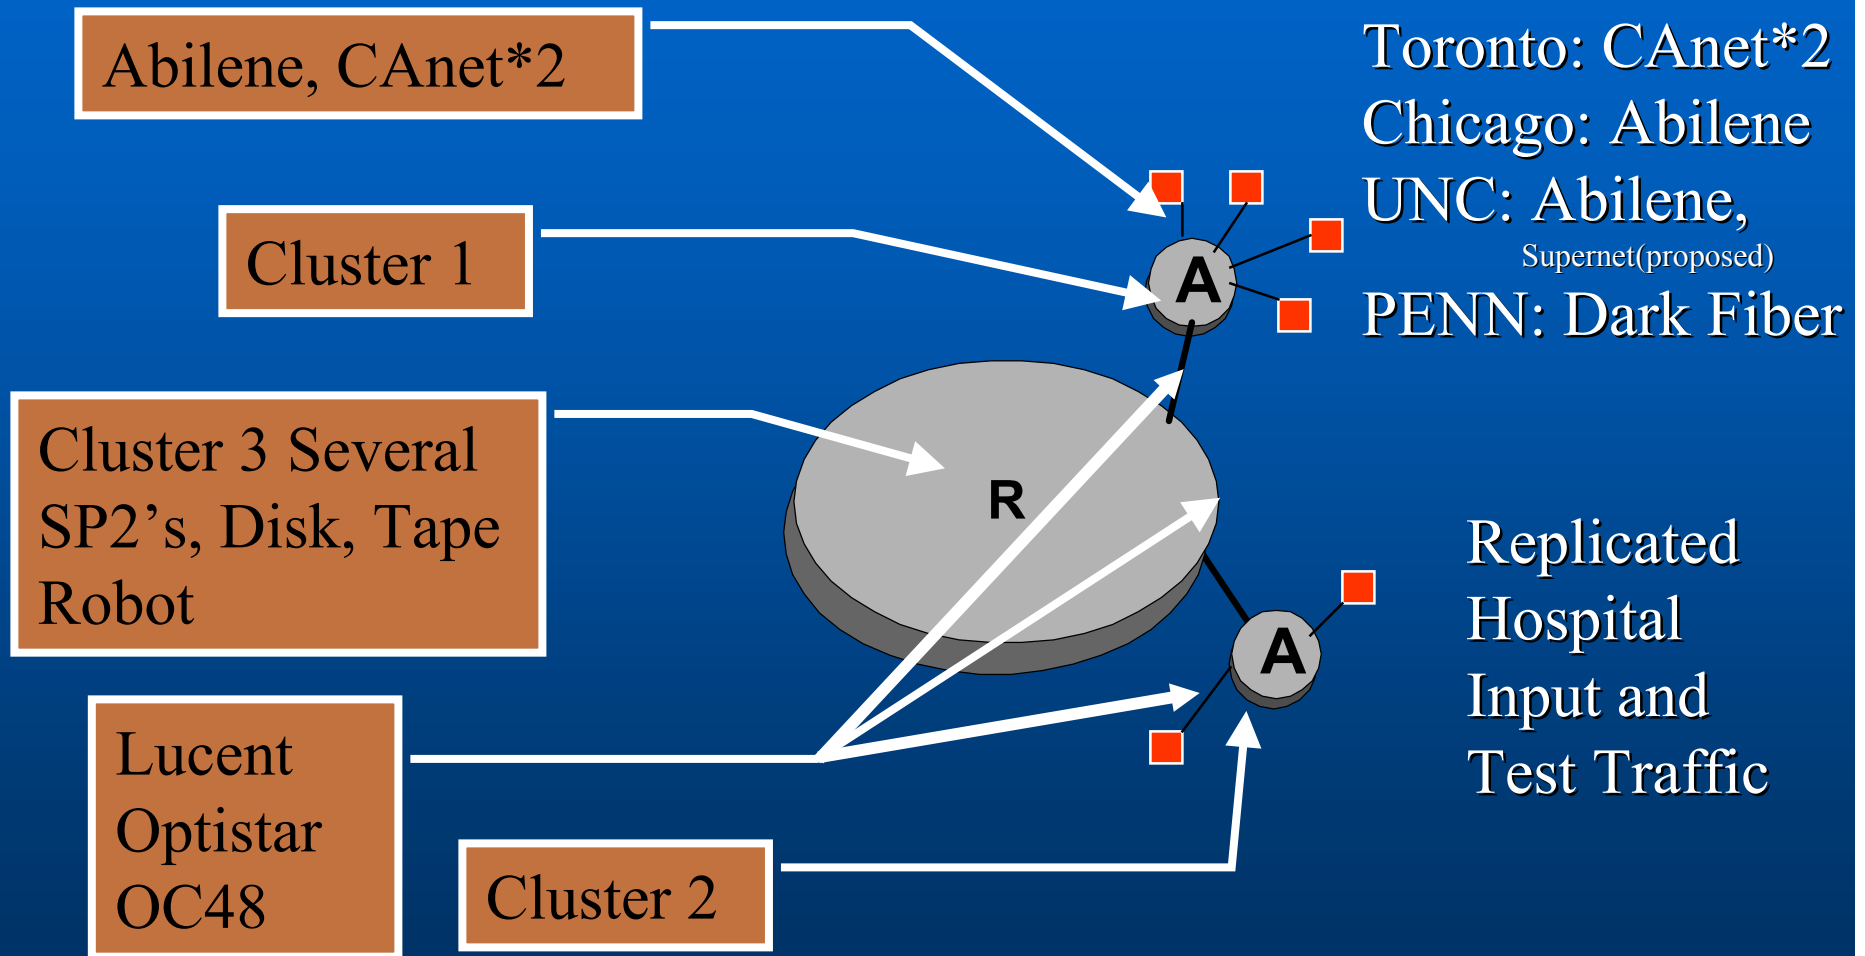 Abilene, CAnet*2
Toronto: CAnet*2
Chicago: Abilene
UNC: Abilene,
Supernet(proposed)
PENN: Dark Fiber
Cluster 1
A
Cluster 3 Several
SP2’s, Disk, Tape
Robot
R
Replicated
Hospital
Input and
Test Traffic
A
Lucent
Optistar
OC48
Cluster 2